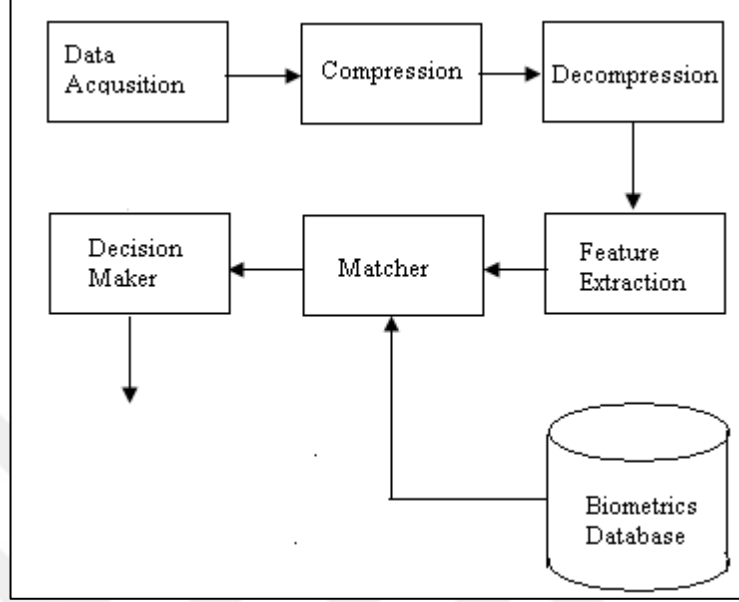 Data
Acqusition
Compression
Decompression
Decision
Maker
Matcher
Feature
Extraction
Biometrics
Database